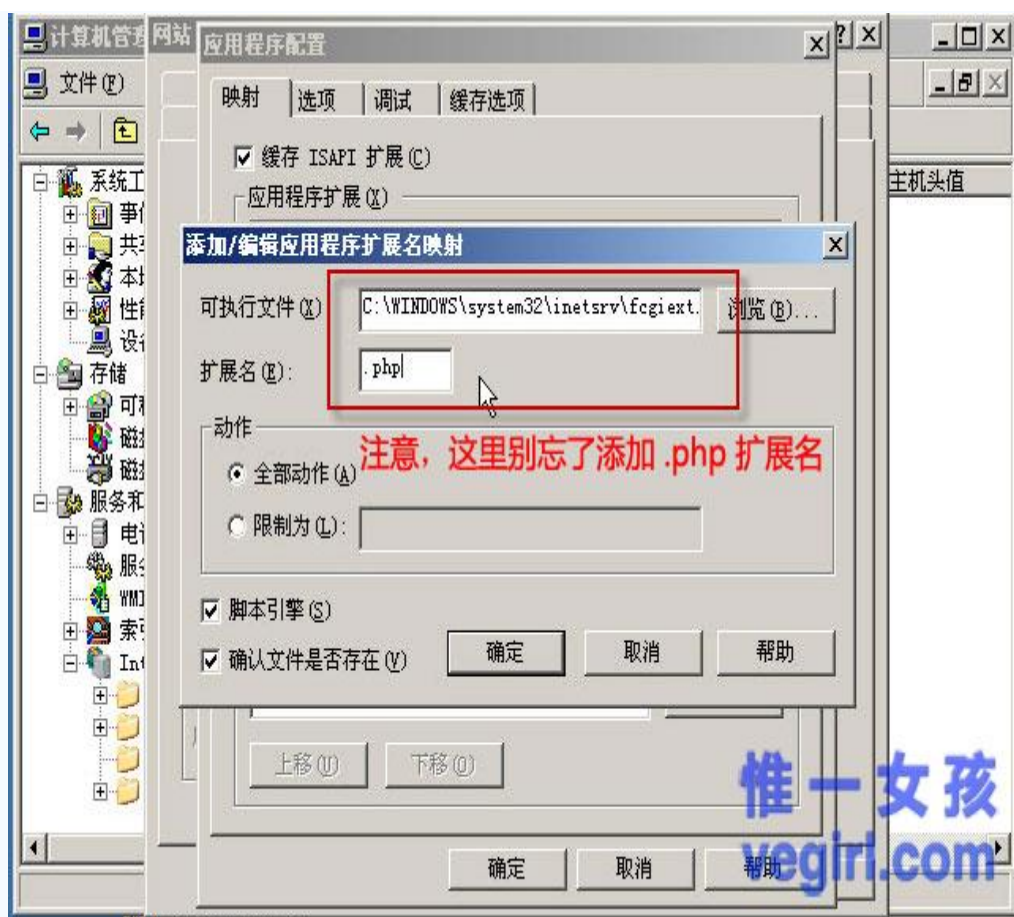 计算机管
网站
应用程序配置
文件(F)
映射
选项
调试
缓存选项
缓存 ISAPI 扩展(C)
应用程序扩展(X)
主机头值
系统工
共
本
性
设
存储
可
磁
磁
服务和
电
服
WMI
索
Int
添加/编辑应用程序扩展名映射
可执行文件(X)
C:\WINDOWS\system32\inetsrv\fcgiext.
浏览(B)...
扩展名(E):
.php
动作
注意，这里别忘了添加 .php 扩展名
全部动作(A)
限制为(L):
脚本引擎(S)
确认文件是否存在(V)
确定
取消
帮助
上移(U)
下移(O)
确定
取消
帮助
惟一女孩
vegirl.com